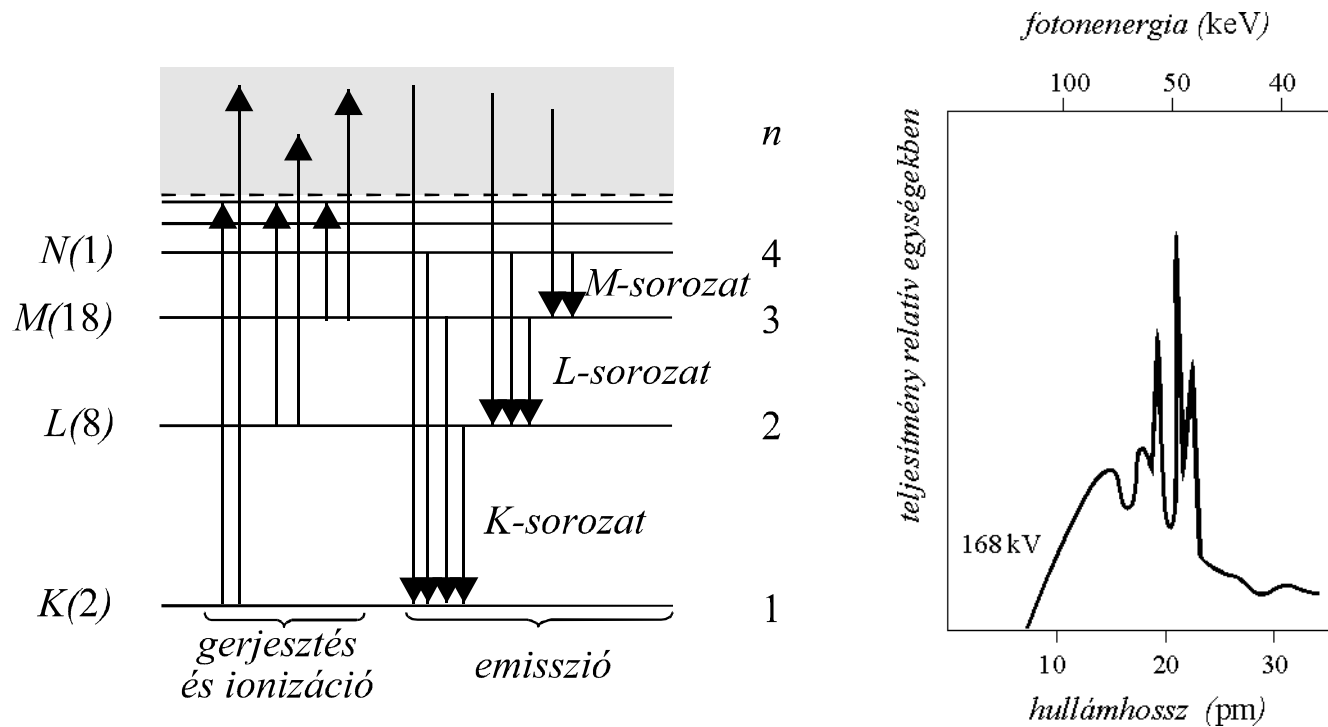 n
N(1)
4
M-sorozat
M(18)
3
L-sorozat
L(8)
2
K-sorozat
K(2)
1
gerjesztés
és ionizáció
emisszió
fotonenergia (keV)
100 50 40
teljesítmény relatív egységekben
168 kV
10 20 30
hullámhossz (pm)